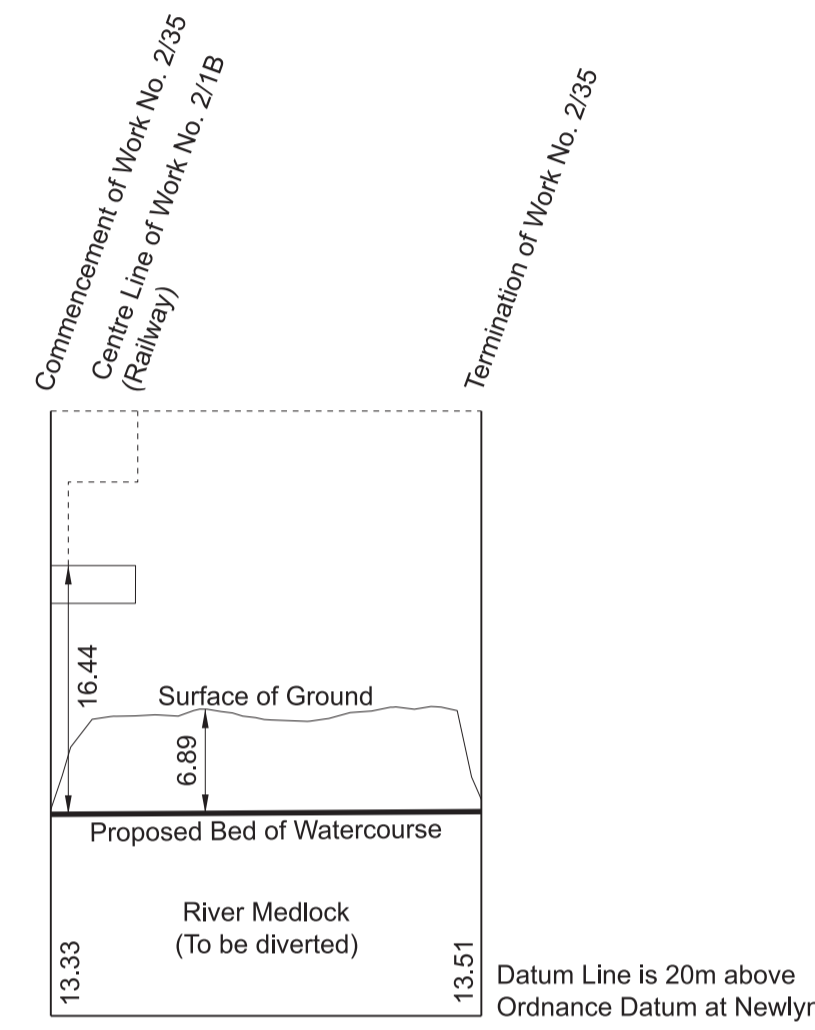 Commencement of Work No. 2/35
Centre Line of Work No. 2/1B
(Railway)
Termination of Work No. 2/35
16.44
Surface of Ground
6.89
Proposed Bed of Watercourse
River Medlock
(To be diverted)
13.33
13.51
Datum Line is 20m above
Ordnance Datum at Newlyn